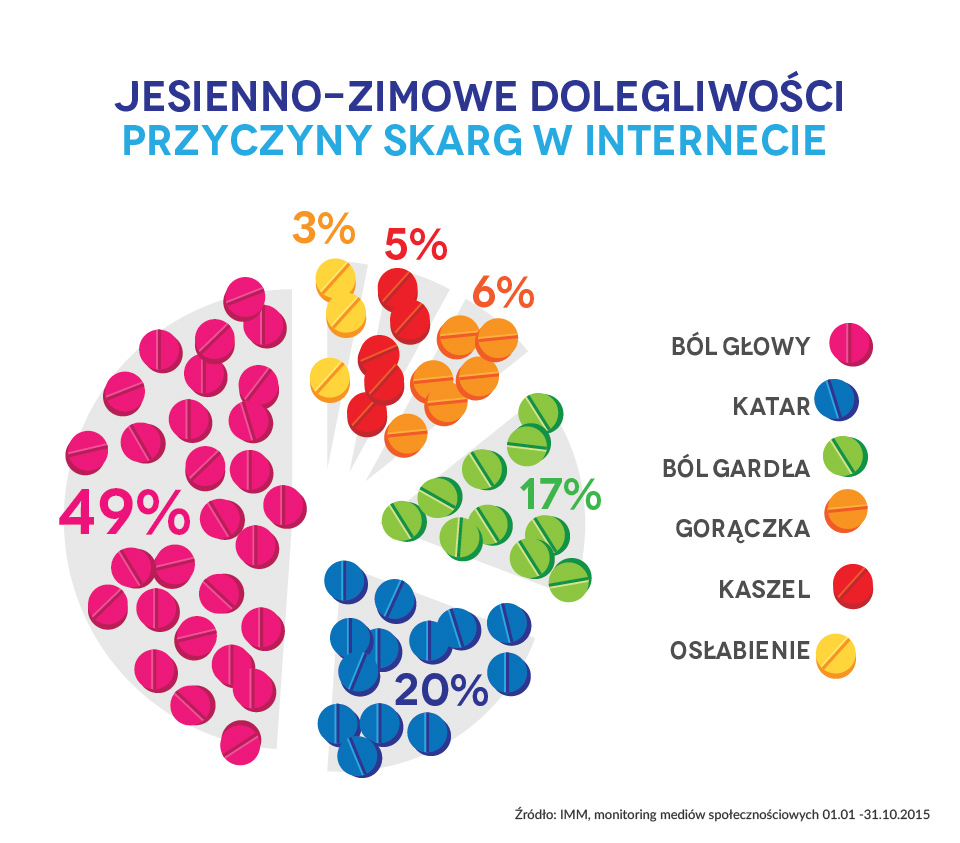 JESIENNO-ZIMOWE DOLEGLIWOŚCI
PRZYCZYNY SKARG W INTERNECIE
3%
5%
6%
49%
17%
20%
BÓL GŁOWY
KATAR
BÓL GARDŁA
GORĄCZKA
KASZEL
OSŁABIENIE
Źródło: IMM, monitoring mediów społecznościowych 01.01 -31.10.2015